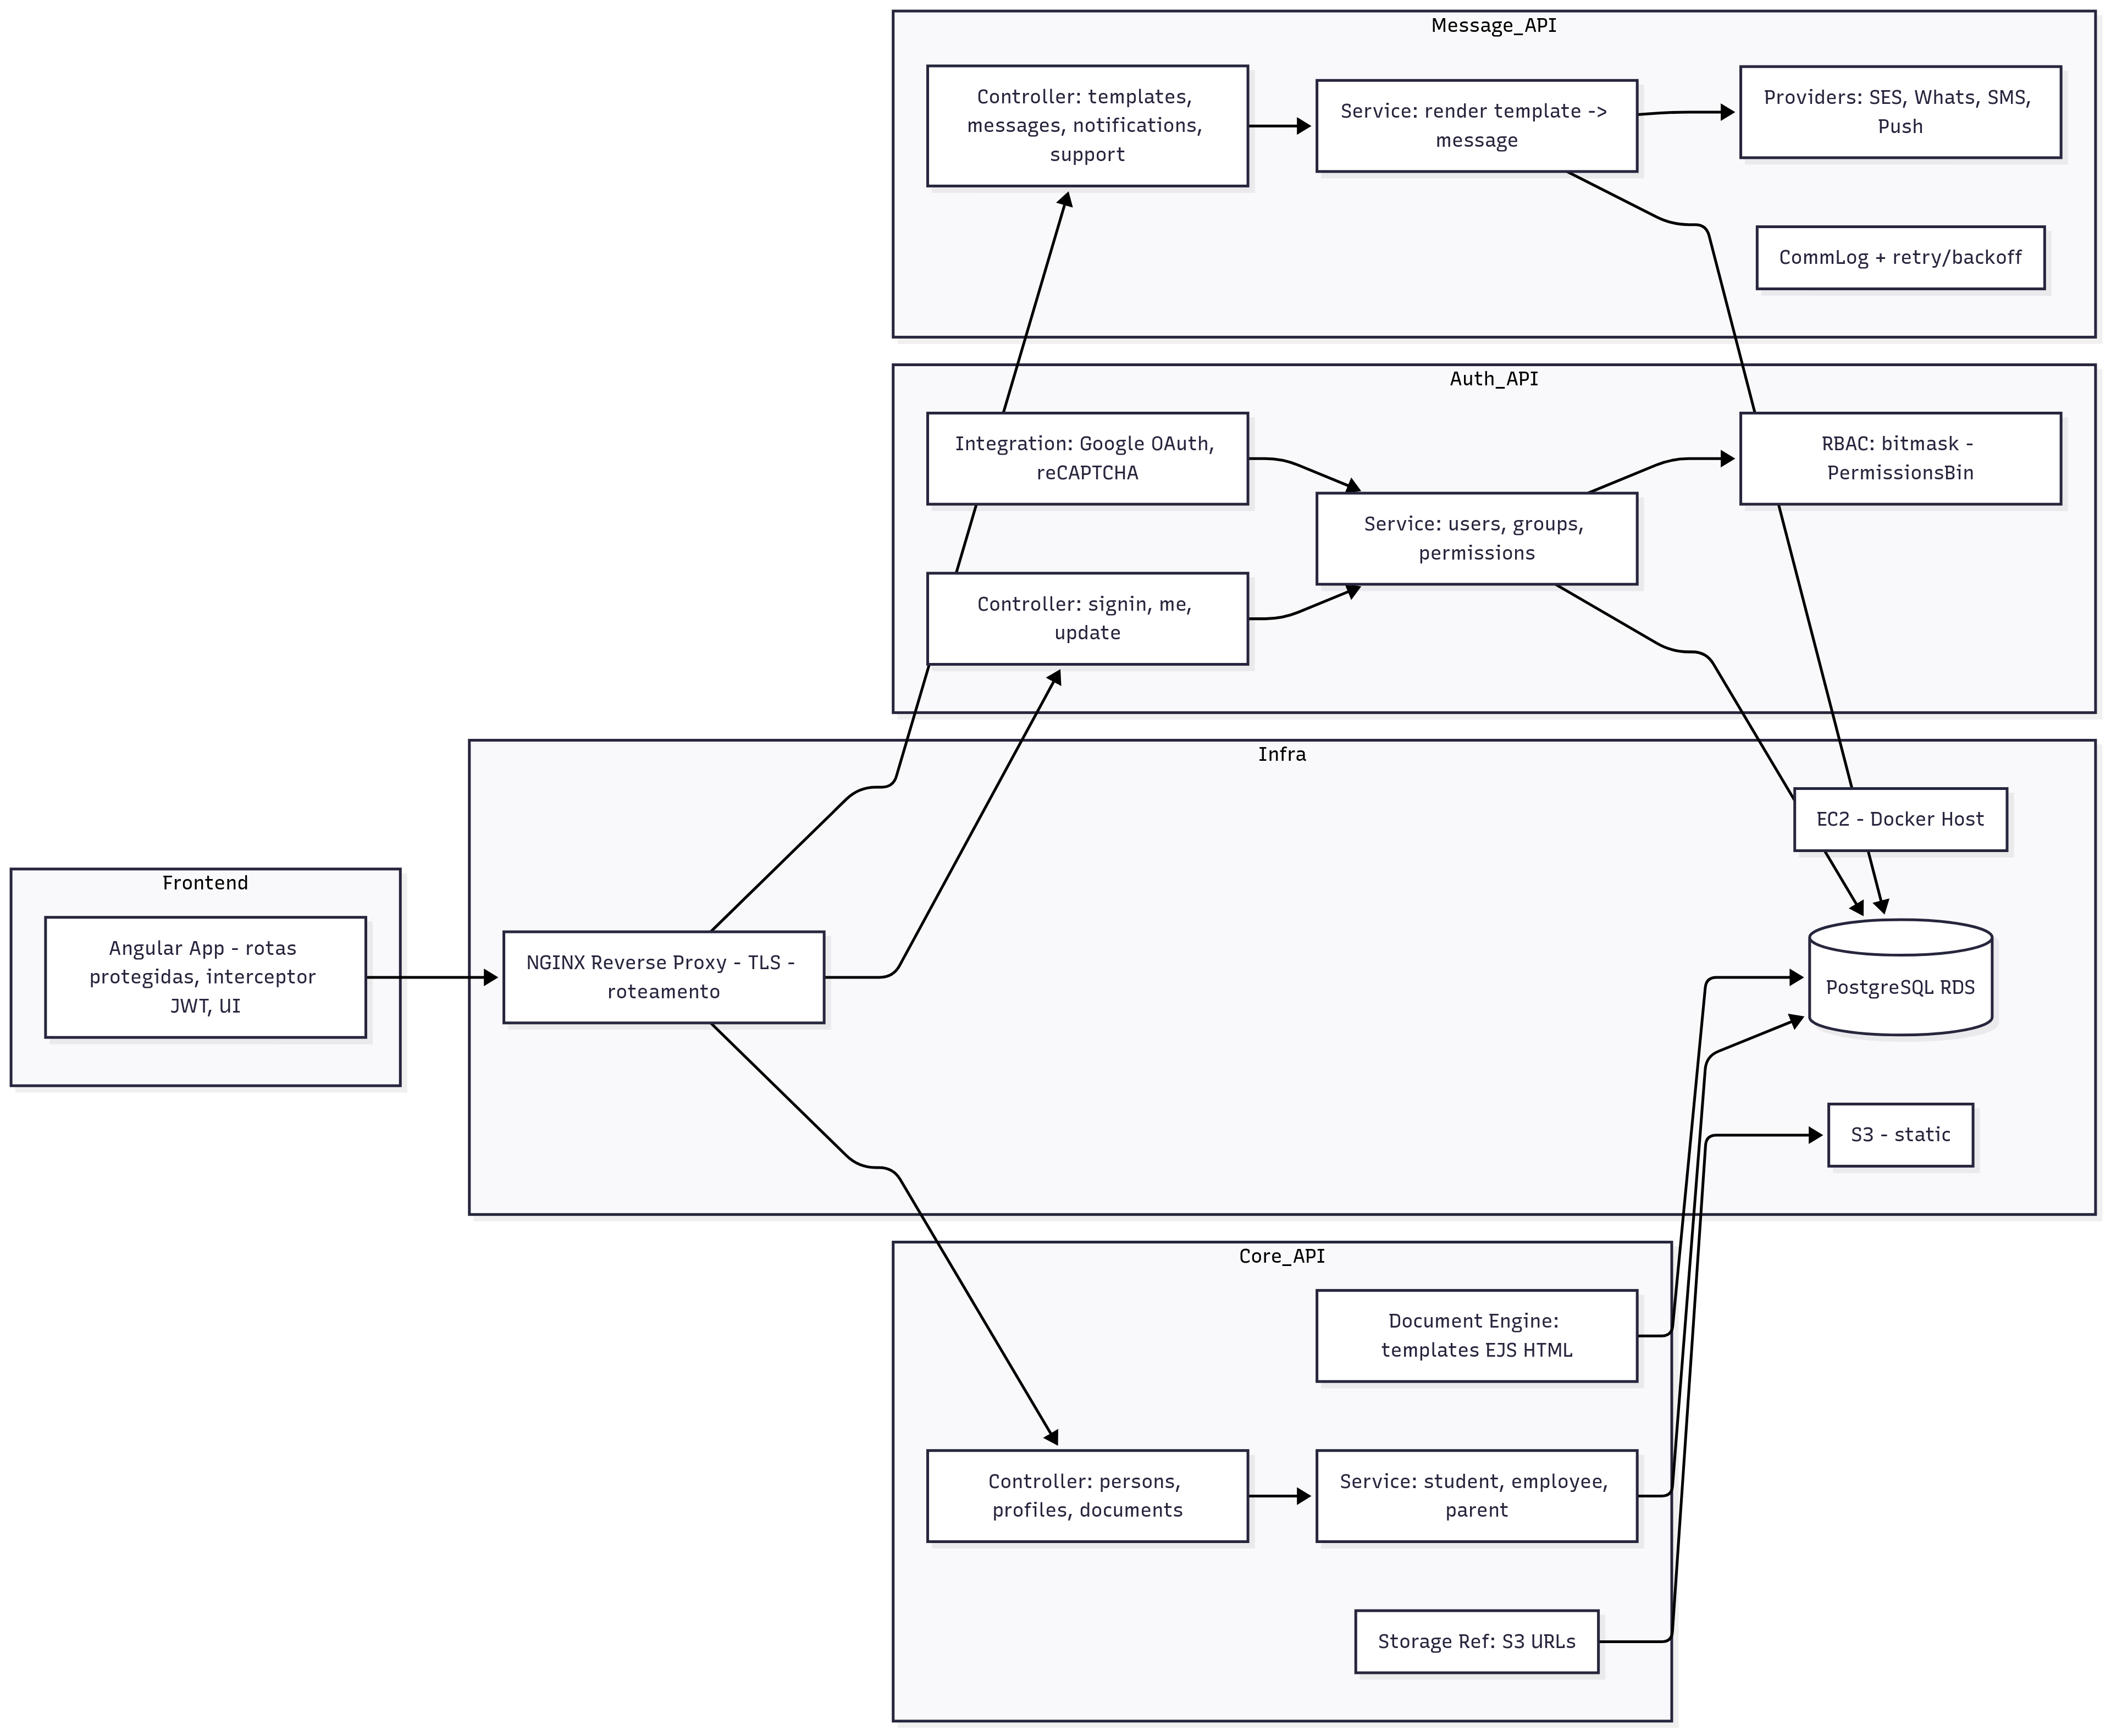 Message_API
Controller: templates,
messages, notifications,
support
Service: render template ->
message
Providers: SES, Whats, SMS,
Push
CommLog + retry/backoff
Auth_API
Integration: Google OAuth,
reCAPTCHA
Controller: signin, me,
update
Service: users, groups,
permissions
RBAC: bitmask -
PermissionsBin
Infra
NGINX Reverse Proxy - TLS -
roteamento
EC2 - Docker Host
PostgreSQL RDS
S3 - static
Frontend
Angular App - rotas
protegidas, interceptor
JWT, UI
Core_API
Document Engine:
templates EJS HTML
Controller: persons,
profiles, documents
Service: student, employee,
parent
Storage Ref: S3 URLs